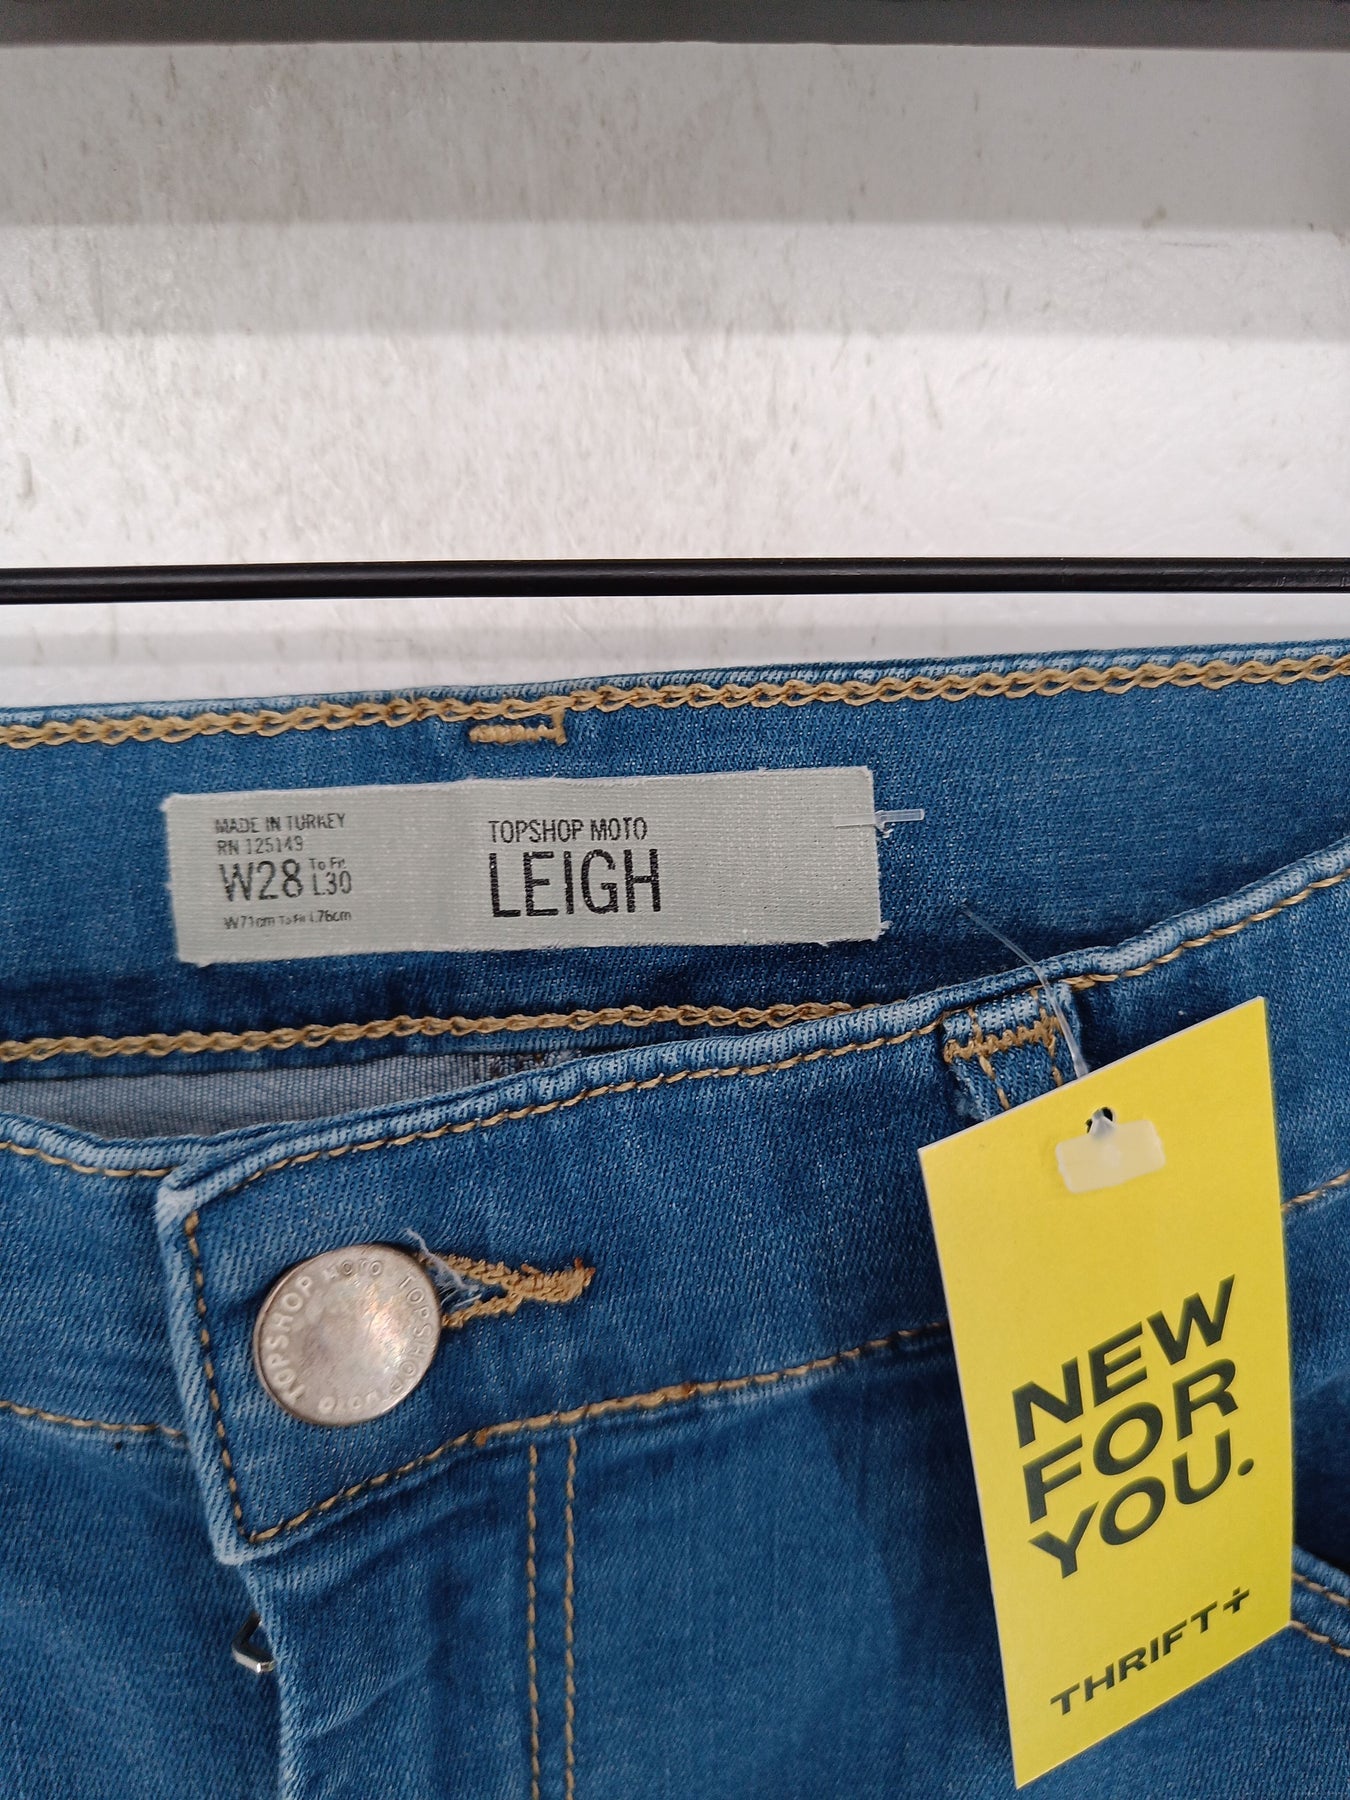 MADE IN TURKEY
RN 125149
W28 To Fit L30
W71cm To Fit L76cm
TOPSHOP MOTO
LEIGH
TOPSHOP MOTO TOPSHOP MOTO
NEW
FOR
YOU.
THRIFT+